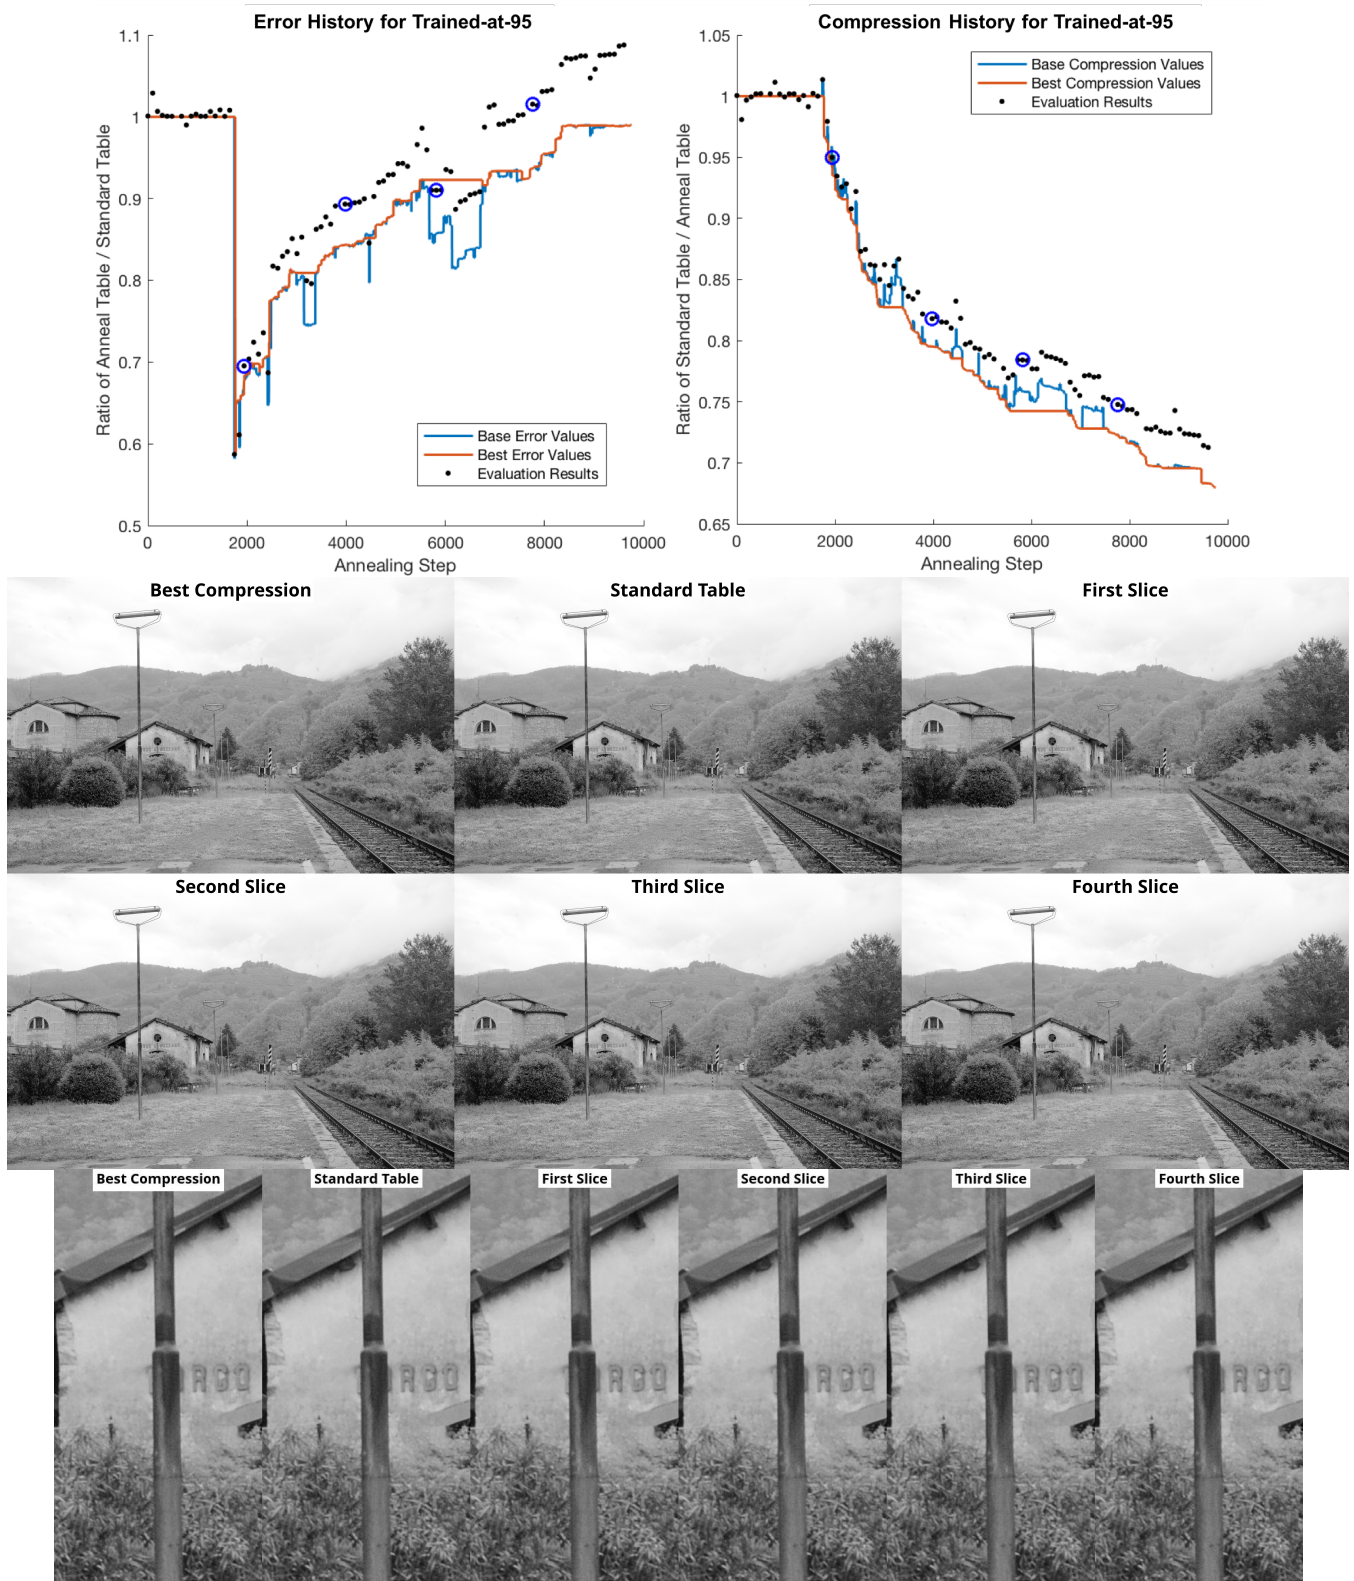 Error History for Trained-at-95
1.1
1
0.9
0.8
0.7
0.6
0.5
Ratio of Anneal Table / Standard Table
Base Error Values
Best Error Values
Evaluation Results
0 2000 4000 6000 8000 10000
Annealing Step
Compression History for Trained-at-95
1.05
1
0.95
0.9
0.85
0.8
0.75
0.7
0.65
Ratio of Standard Table / Anneal Table
Base Compression Values
Best Compression Values
Evaluation Results
0 2000 4000 6000 8000 10000
Annealing Step
Best Compression Standard Table First Slice
Second Slice Third Slice Fourth Slice
Best Compression Standard Table First Slice Second Slice Third Slice Fourth Slice